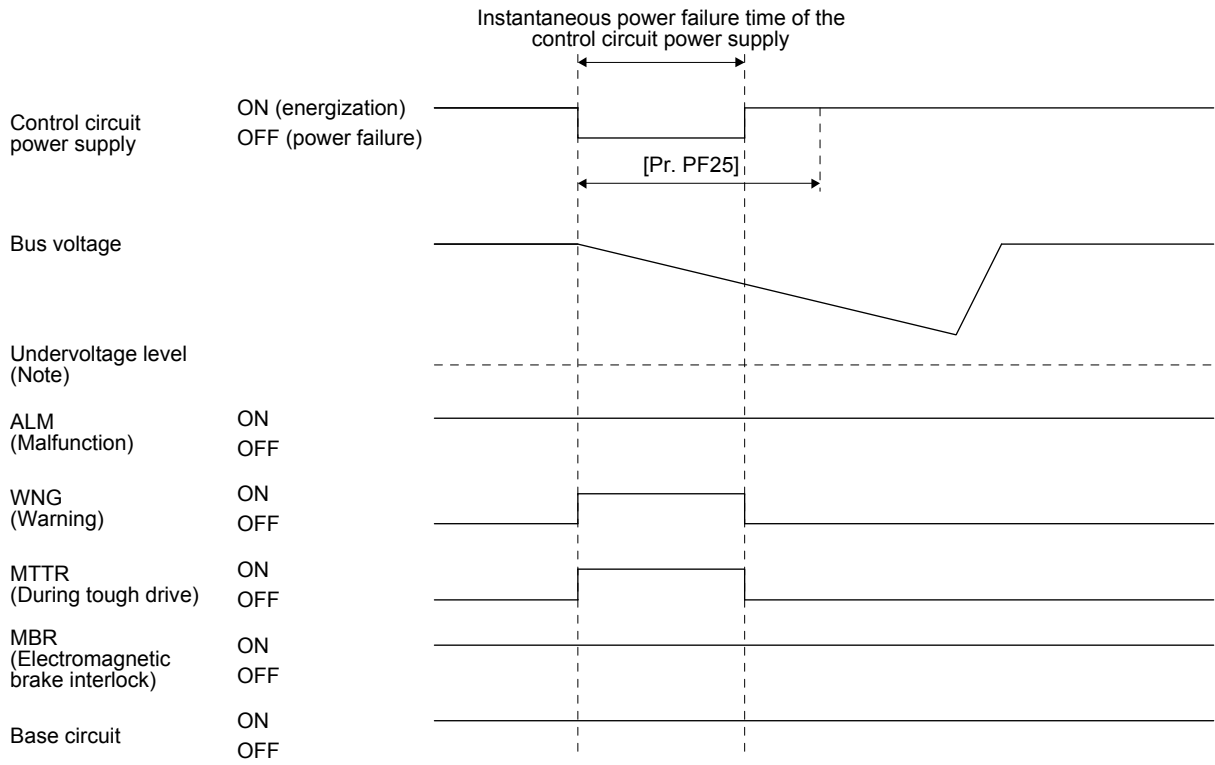 Instantaneous power failure time of the
control circuit power supply
Control circuit
power supply
ON (energization)
OFF (power failure)
[Pr. PF25]
Bus voltage
Undervoltage level
(Note)
ALM
(Malfunction)
ON
OFF
WNG
(Warning)
ON
OFF
MTTR
(During tough drive)
ON
OFF
MBR
(Electromagnetic
brake interlock)
ON
OFF
Base circuit
ON
OFF